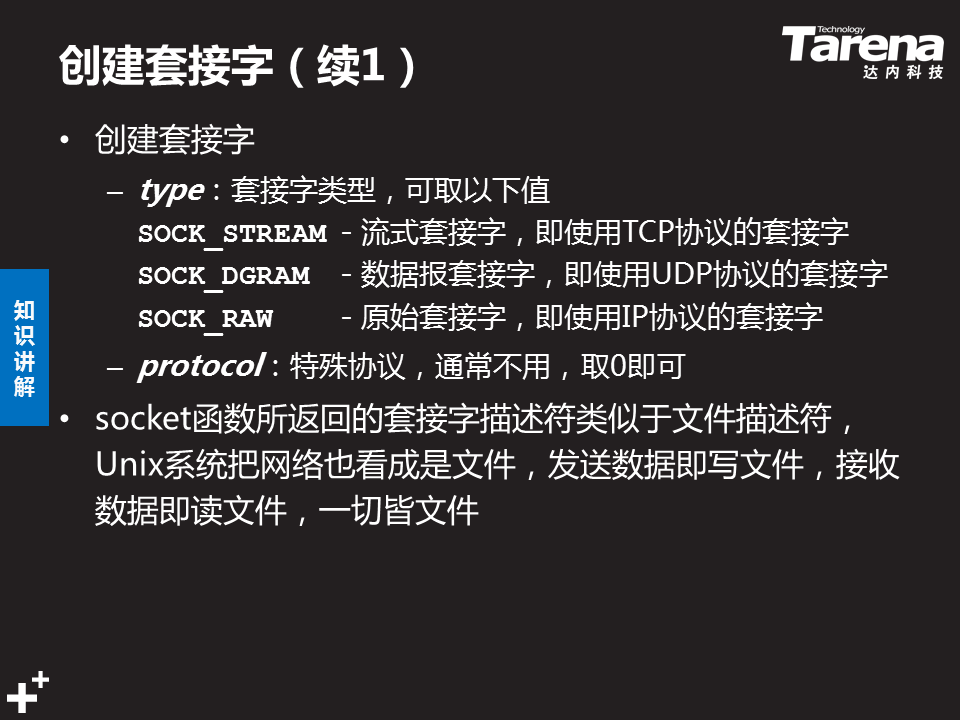 创建套接字（续1）
Technology
Tarena
达内科技
• 创建套接字
– type：套接字类型，可取以下值
SOCK_STREAM - 流式套接字，即使用TCP协议的套接字
SOCK_DGRAM - 数据报套接字，即使用UDP协议的套接字
SOCK_RAW - 原始套接字，即使用IP协议的套接字
– protocol：特殊协议，通常不用，取0即可
• socket函数所返回的套接字描述符类似于文件描述符，
Unix系统把网络也看成是文件，发送数据即写文件，接收
数据即读文件，一切皆文件
知
识
讲
解